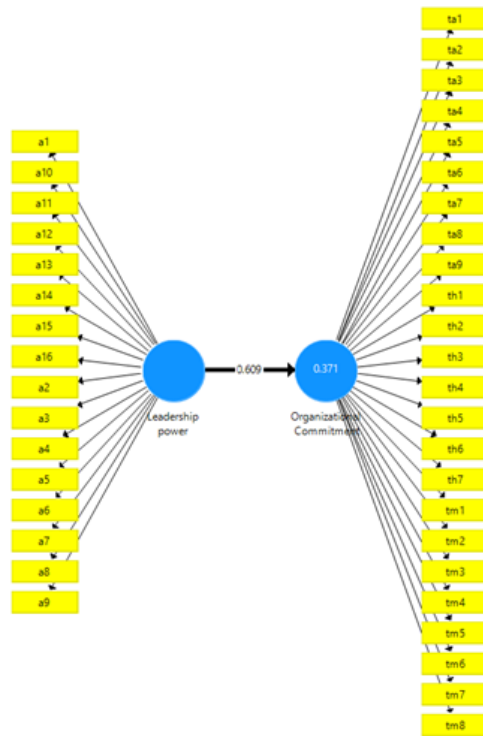 a1
a10
a11
a12
a13
a14
a15
a16
a2
a3
a4
a5
a6
a7
a8
a9
Leadership
power
0.609
0.371
Organizational
Commitment
ta1
ta2
ta3
ta4
ta5
ta6
ta7
ta8
ta9
th1
th2
th3
th4
th5
th6
th7
tm1
tm2
tm3
tm4
tm5
tm6
tm7
tm8